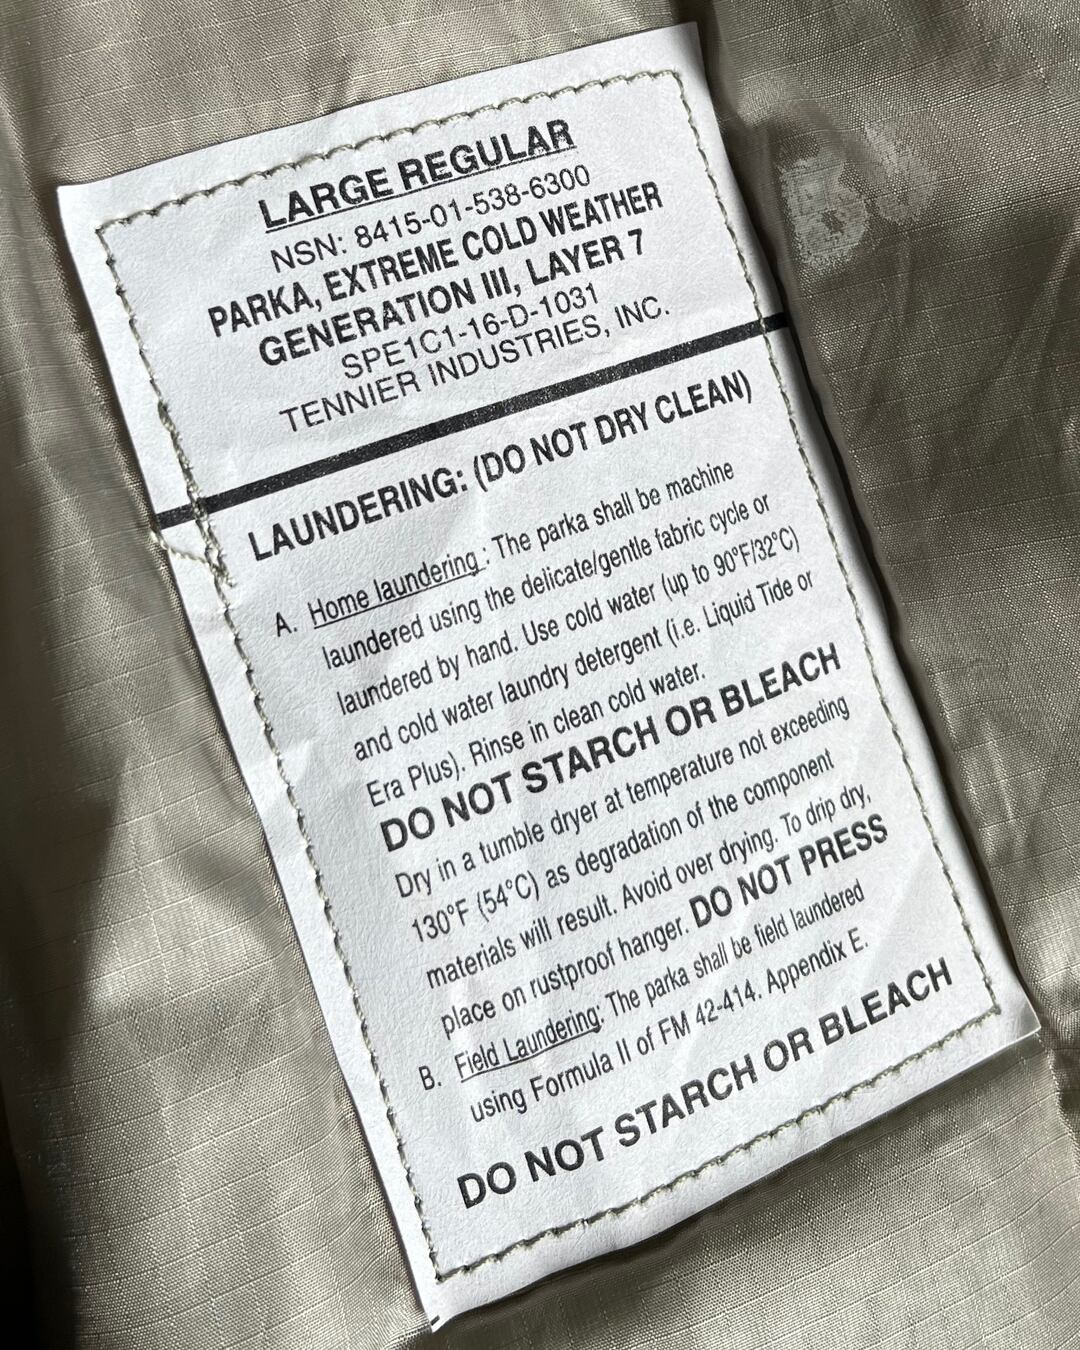 LARGE REGULAR
NSN: 8415-01-538-6300
PARKA, EXTREME COLD WEATHER
GENERATION III, LAYER 7
SPE1C1-16-D-1031
TENNIER INDUSTRIES, INC.
LAUNDERING: (DO NOT DRY CLEAN)
A. Home laundering : The parka shall be machine
laundered using the delicate/gentle fabric cycle or
laundered by hand. Use cold water (up to 90°F/32°C)
and cold water laundry detergent (i.e. Liquid Tide or
Era Plus). Rinse in clean cold water.
DO NOT STARCH OR BLEACH
Dry in a tumble dryer at temperature not exceeding
130°F (54°C) as degradation of the component
materials will result. Avoid over drying. To drip dry,
place on rustproof hanger. DO NOT PRESS
B. Field Laundering: The parka shall be field laundered
using Formula II of FM 42-414. Appendix E.
DO NOT STARCH OR BLEACH